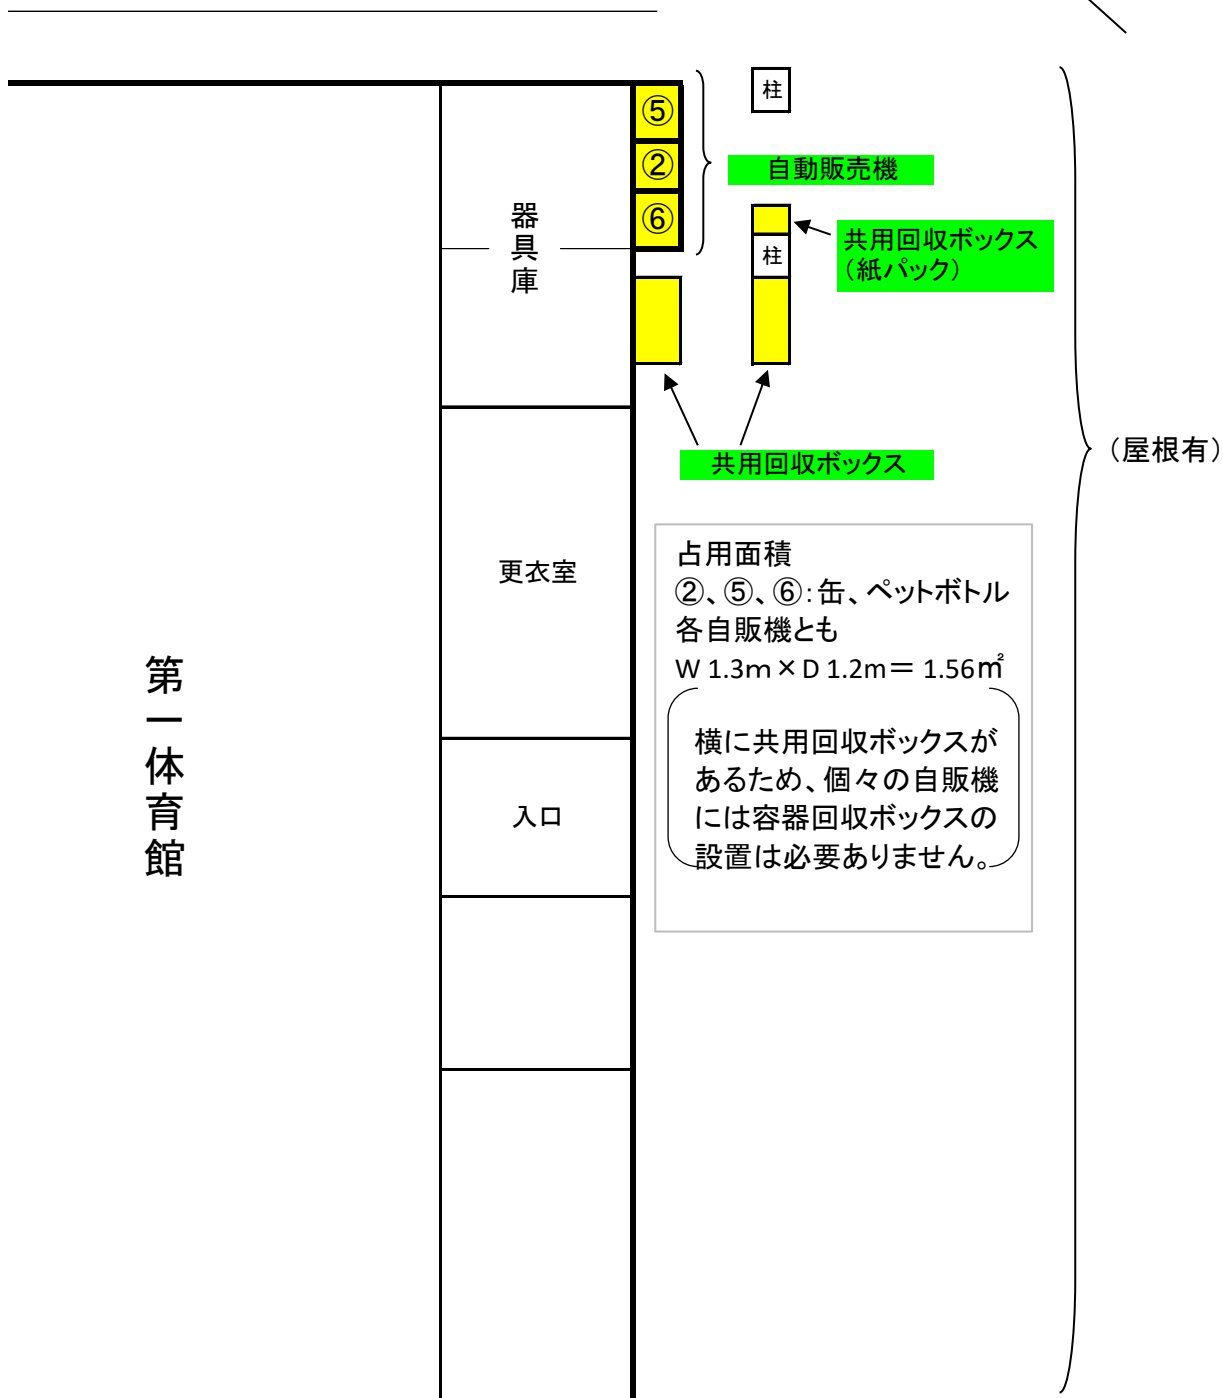 柱
⑤
②
⑥
自動販売機
共用回収ボックス
（紙パック）
柱
器具庫
共用回収ボックス
（屋根有）
更衣室
占用面積
②、⑤、⑥：缶、ペットボトル
各自販機とも
W 1.3ｍ×D 1.2m＝ 1.56㎡
横に共用回収ボックスが
あるため、個々の自販機
には容器回収ボックスの
設置は必要ありません。
第一体育館
入口